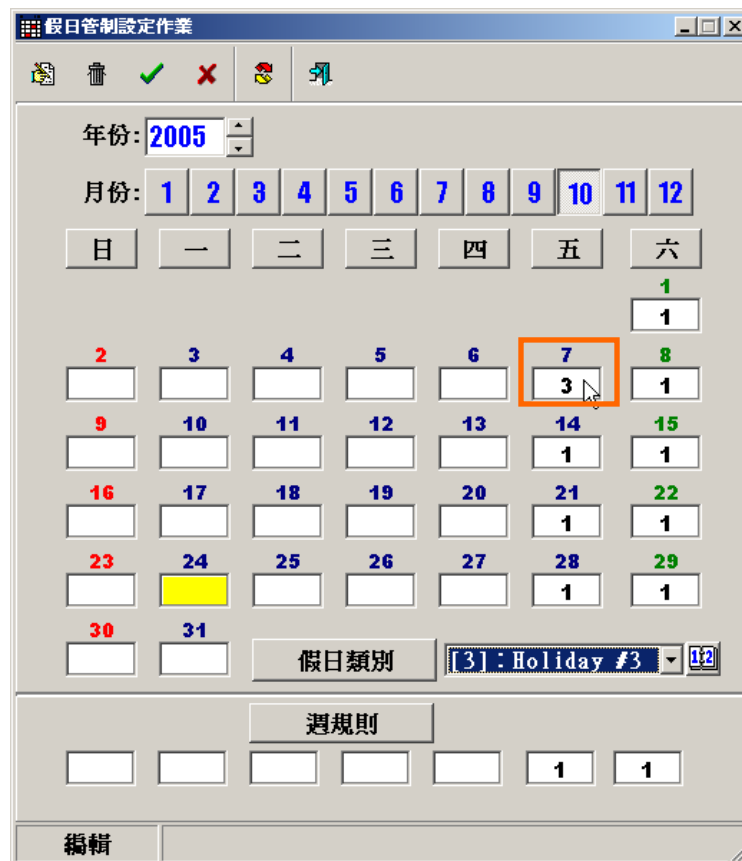 假日管制設定作業
年份: 2005
月份: 1 2 3 4 5 6 7 8 9 10 11 12
日 一 二 三 四 五 六
1
1
2 3 4 5 6 7 8
3 1
9 10 11 12 13 14 15
1 1
16 17 18 19 20 21 22
1 1
23 24 25 26 27 28 29
1 1
30 31
假日類別 [3]:Holiday #3 12
週規則
1 1
編輯